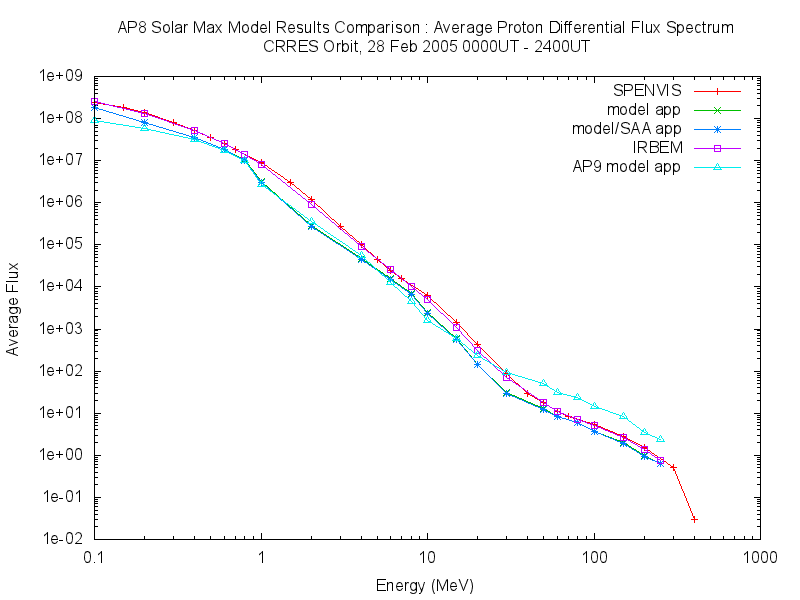 AP8 Solar Max Model Results Comparison : Average Proton Differential Flux Spectrum
CRRES Orbit, 28 Feb 2005 0000UT - 2400UT
SPENVIS
model app
model/SAA app
IRBEM
AP9 model app
Average Flux
1e+09
1e+08
1e+07
1e+06
1e+05
1e+04
1e+03
1e+02
1e+01
1e+00
1e-01
1e-02
0.1
1
10
100
1000
Energy (MeV)